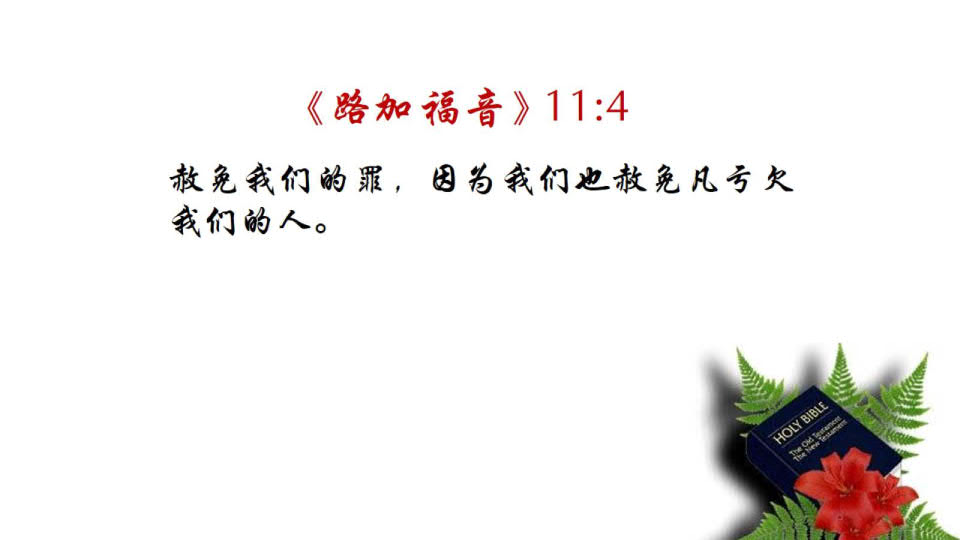 《路加福音》11:4
赦免我们的罪，因为我们也赦免凡亏欠
我们的人。
HOLY BIBLE
The Old Testament
The New Testament